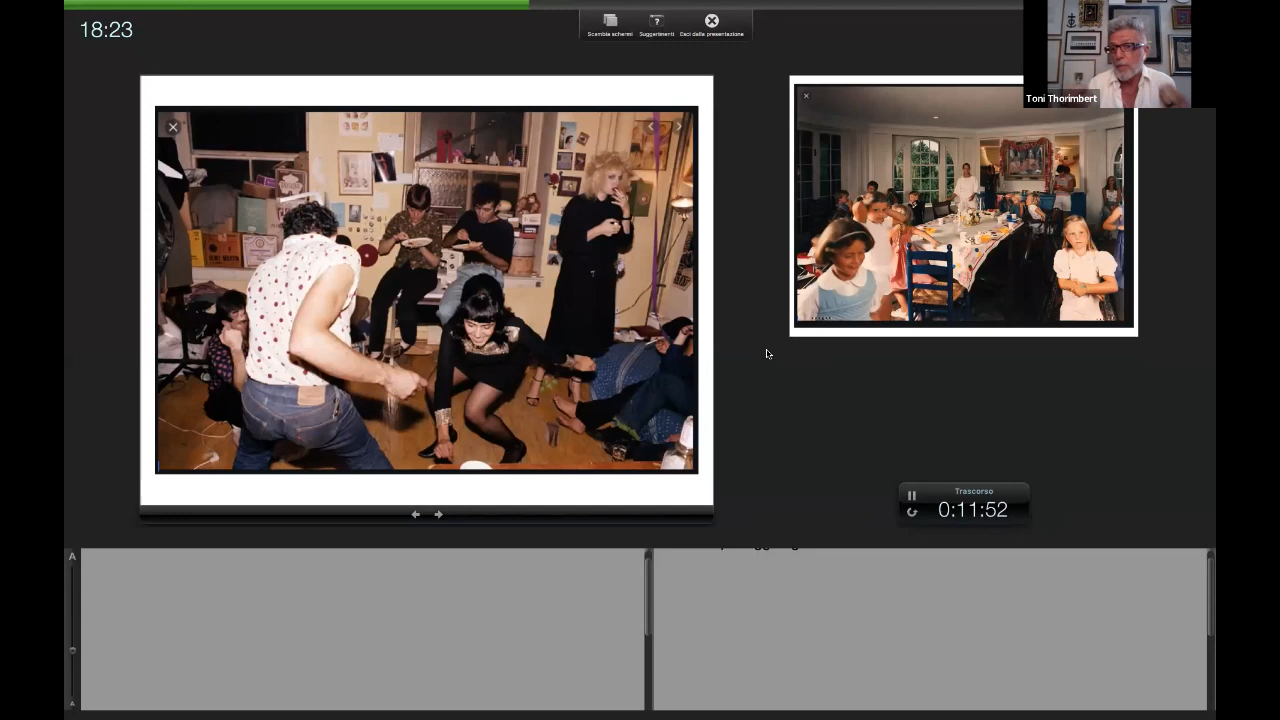 18:23
Scambia schermi
Suggerimenti
Esci dalla presentazione
Toni Thorimbert
Trascorso
0:11:52
A
A